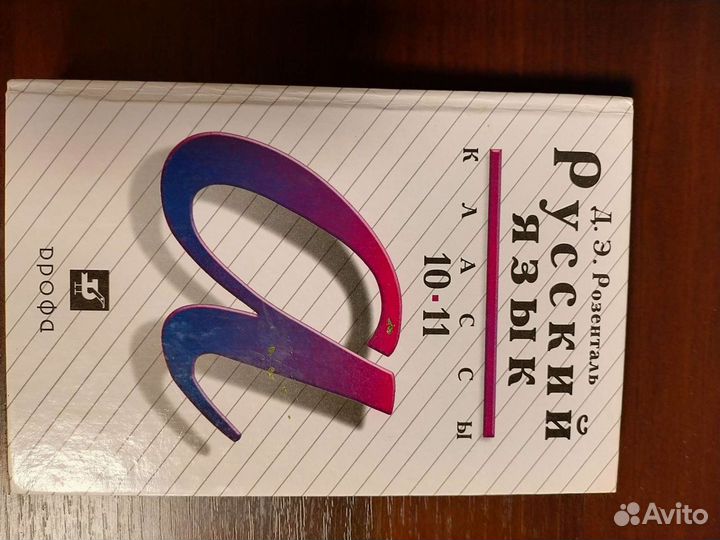 Д. Э. Розенталь
Русский
язык
КЛАССЫ
10-11
a
дрофа
Avito